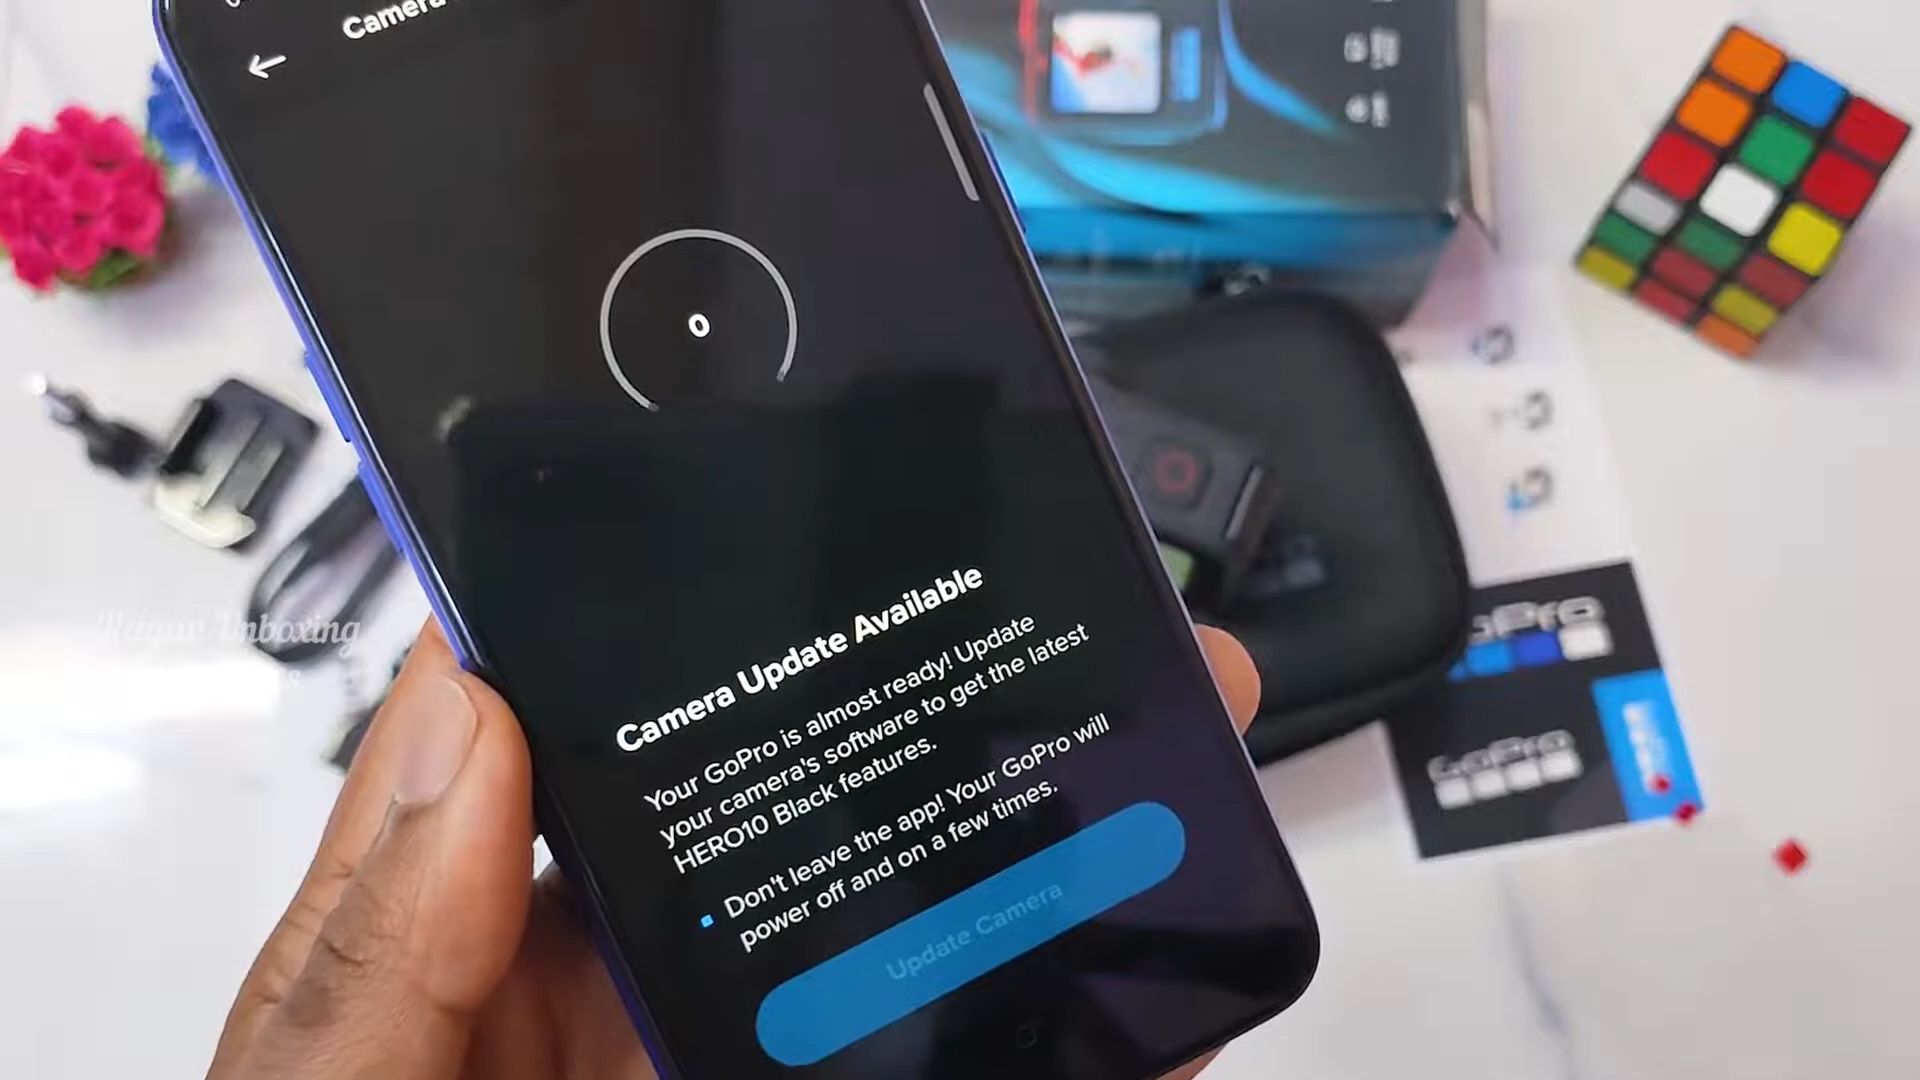 Camera
0
Camera Update Available
Your GoPro is almost ready! Update
your camera's software to get the latest
HERO10 Black features.
Don't leave the app! Your GoPro will
power off and on a few times.
Update Camera
Unboxing
GoPro
GoPro